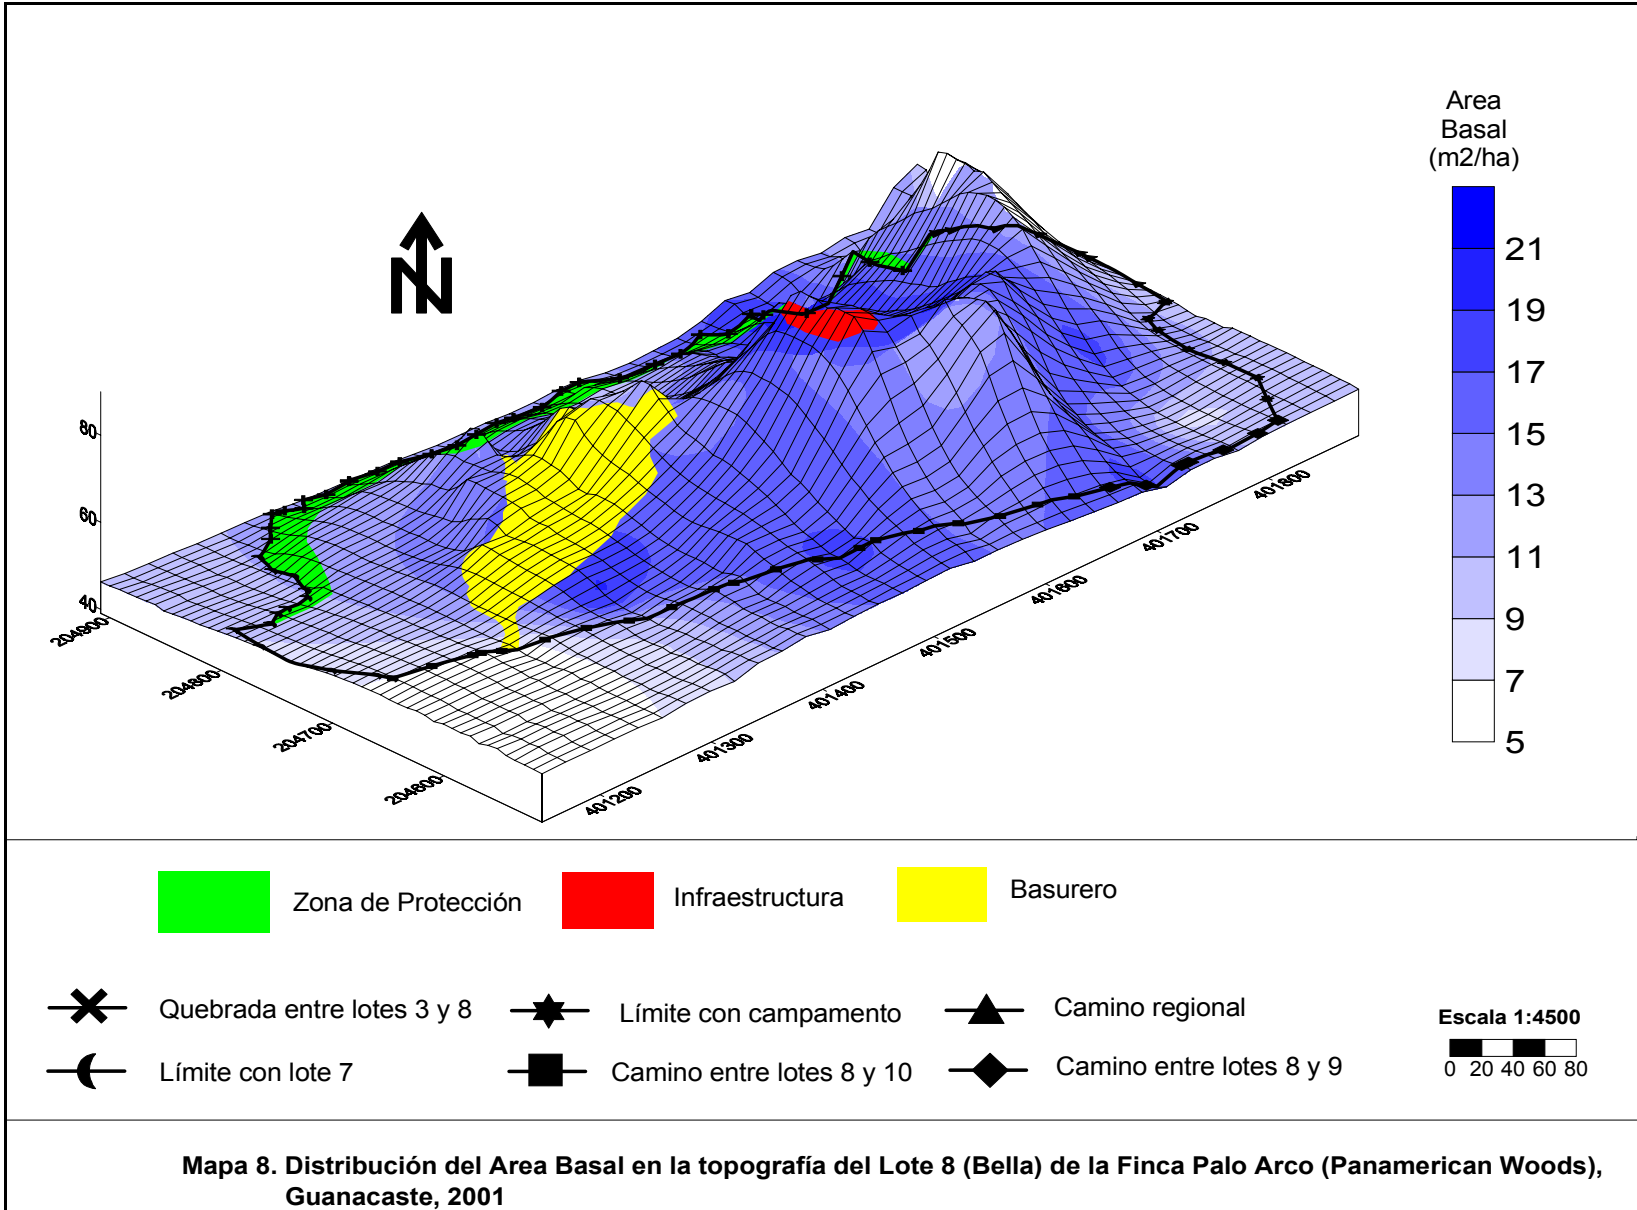 Area
Basal
(m2/ha)
N
21
19
17
15
13
11
9
7
5
80
60
40
204900
204800
204700
204600
401200
401300
401400
401500
401600
401700
401800
Zona de Protección
Infraestructura
Basurero
Quebrada entre lotes 3 y 8
Límite con campamento
Camino regional
Límite con lote 7
Camino entre lotes 8 y 10
Camino entre lotes 8 y 9
Escala 1:4500
0 20 40 60 80
Mapa 8. Distribución del Area Basal en la topografía del Lote 8 (Bella) de la Finca Palo Arco (Panamerican Woods),
Guanacaste, 2001